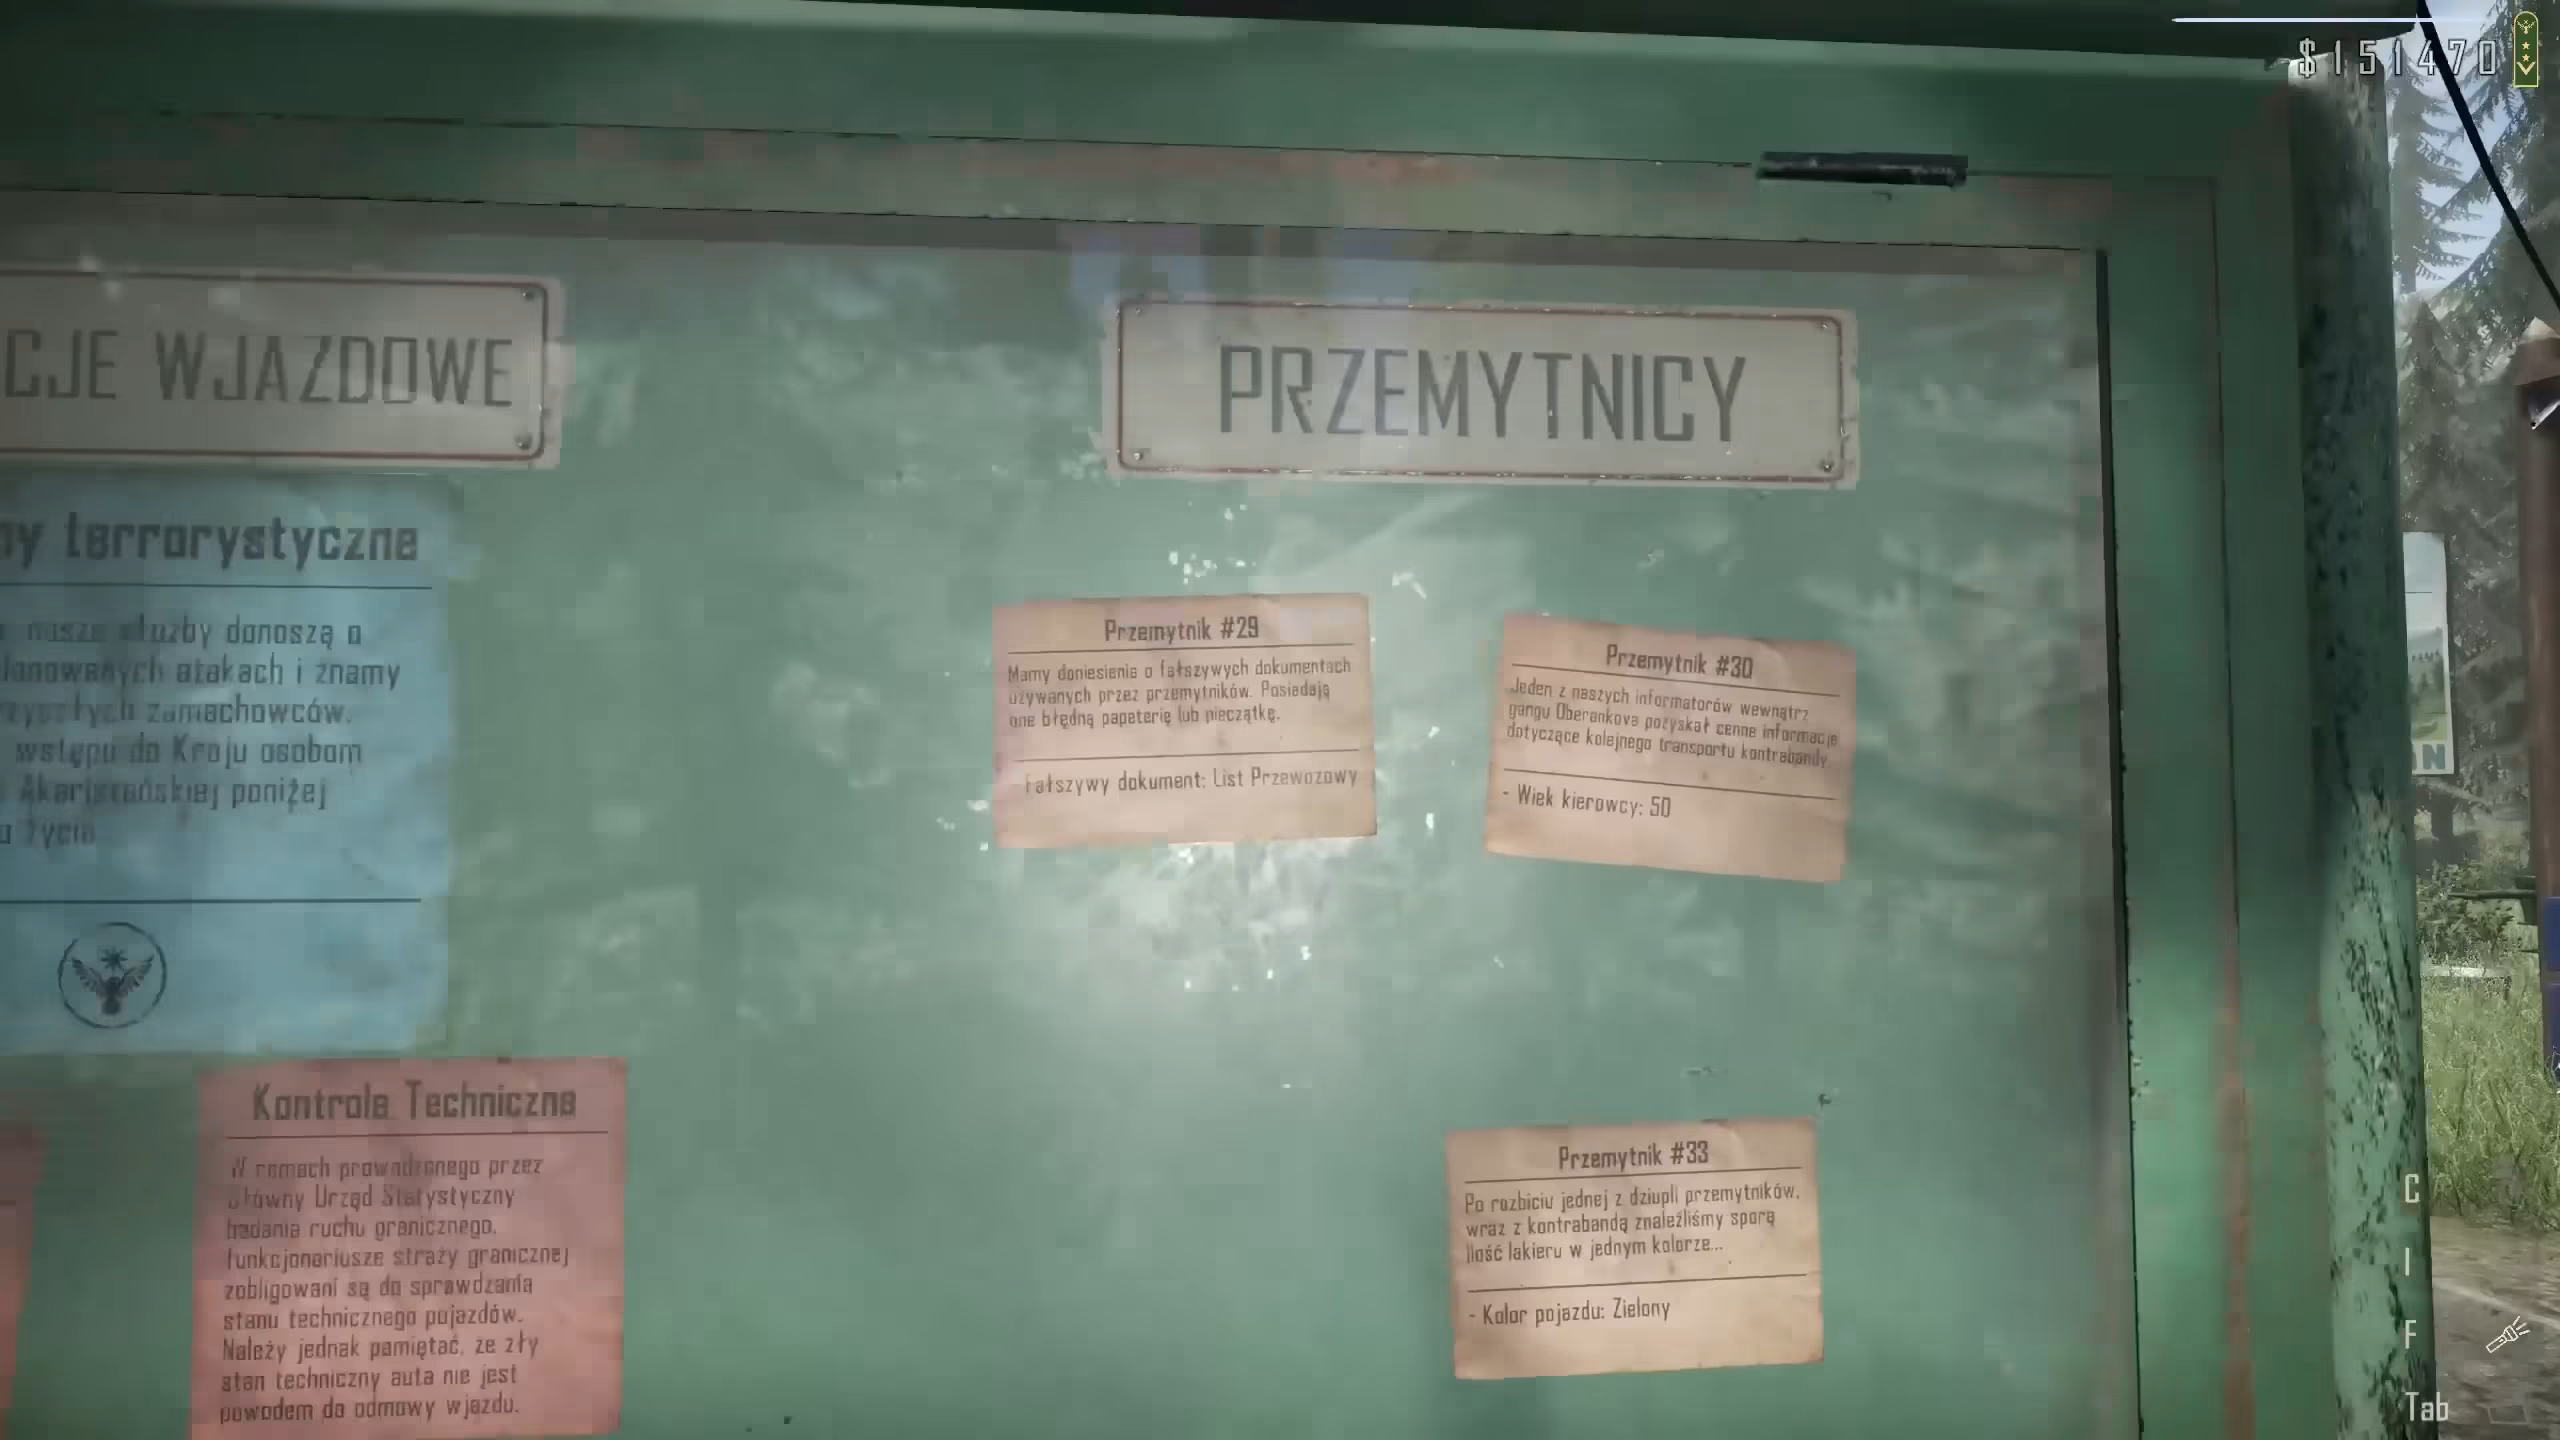 $151470
CJE WJAZDOWE
PRZEMYTNICY
ny terrorystyczne
nasze służby donoszą o
planowanych atakach i znamy
przyszłych zamachowców.
wstępu do Kraju osobom
Akaristańskiej poniżej
życia
Przemytnik #29
Mamy doniesienia o fałszywych dokumentach
używanych przez przemytników. Posiadają
one błędną papeterię lub pieczątkę.
- Fałszywy dokument: List Przewozowy
Przemytnik #30
Jeden z naszych informatorów wewnątrz
gangu Oberankova pozyskał cenne informacje
dotyczące kolejnego transportu kontrabandy.
- Wiek kierowcy: 50
Kontrola Techniczna
W ramach prowadzonego przez
Główny Urząd Statystyczny
badania ruchu granicznego,
funkcjonariusze straży granicznej
zobligowani są do sprawdzania
stanu technicznego pojazdów.
Należy jednak pamiętać, że zły
stan techniczny auta nie jest
powodem do odmowy wjazdu.
Przemytnik #33
Po rozbiciu jednej z dziupli przemytników,
wraz z kontrabandą znaleźliśmy sporą
ilość lakieru w jednym kolorze...
- Kolor pojazdu: Zielony
N
C
I
F
Tab